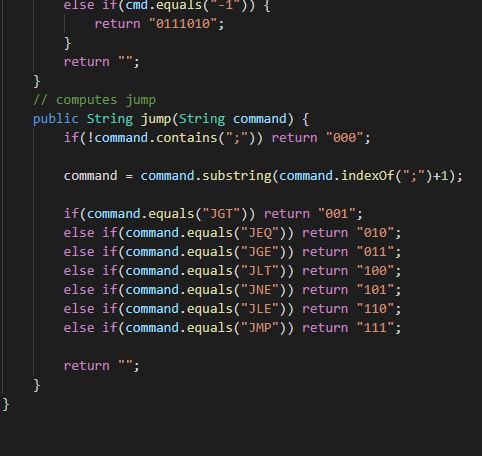 else if(cmd.equals("-1")) {
return "0111010";
}
return "";
}
// computes jump
public String jump(String command) {
if(!command.contains(";")) return "000";
command = command.substring(command.indexOf(";")+1);
if(command.equals("JGT")) return "001";
else if(command.equals("JEQ")) return "010";
else if(command.equals("JGE")) return "011";
else if(command.equals("JLT")) return "100";
else if(command.equals("JNE")) return "101";
else if(command.equals("JLE")) return "110";
else if(command.equals("JMP")) return "111";
return "";
}
}